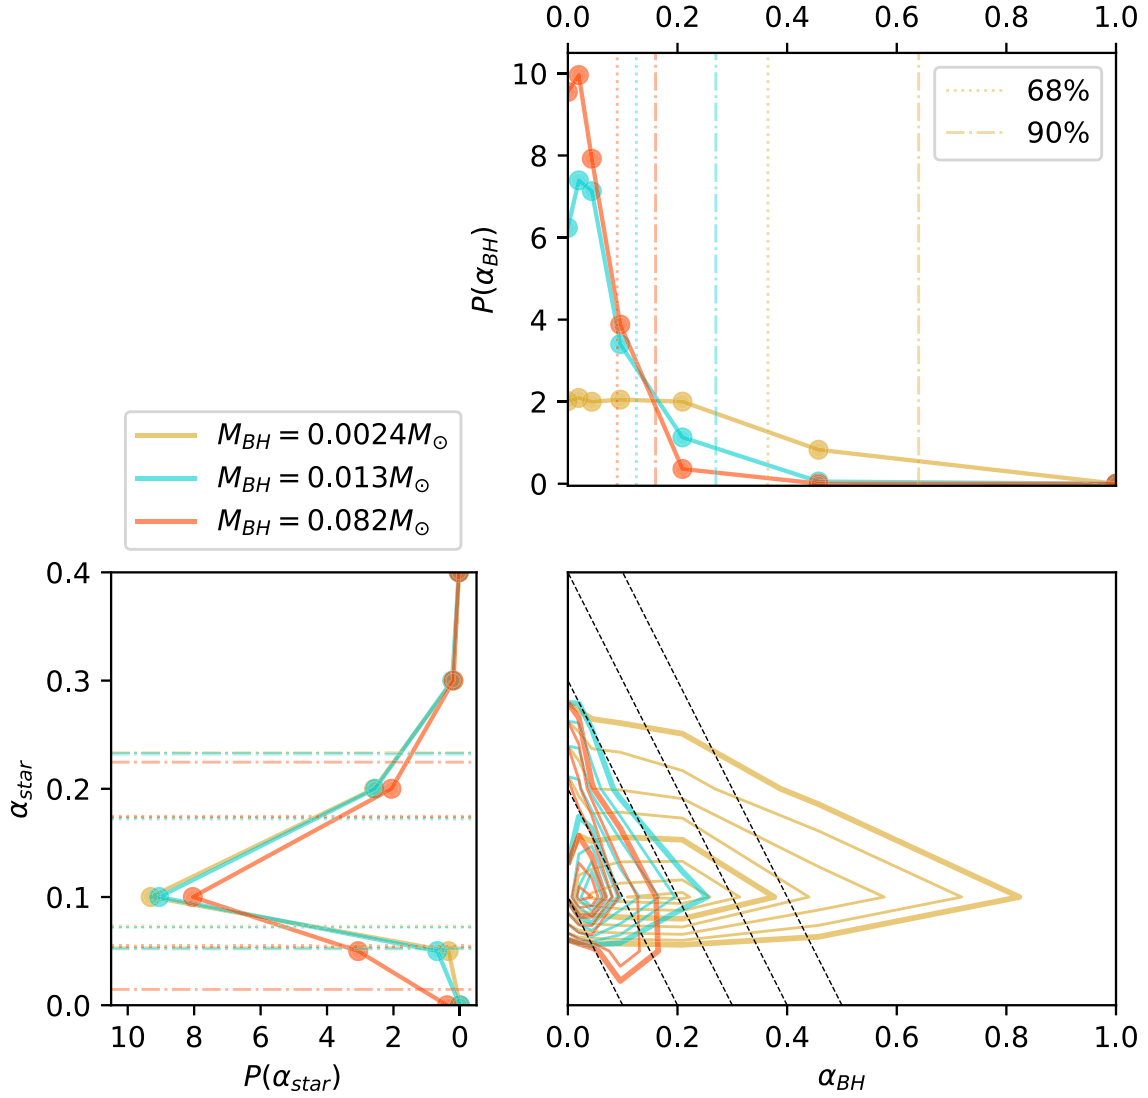 0.0 0.2 0.4 0.6 0.8 1.0
10
8
6
4
2
0
P(α_BH)
68%
90%
M_BH = 0.0024M_⊙
M_BH = 0.013M_⊙
M_BH = 0.082M_⊙
0.4
0.3
0.2
0.1
0.0
α_star
10 8 6 4 2 0
P(α_star)
0.0 0.2 0.4 0.6 0.8 1.0
α_BH